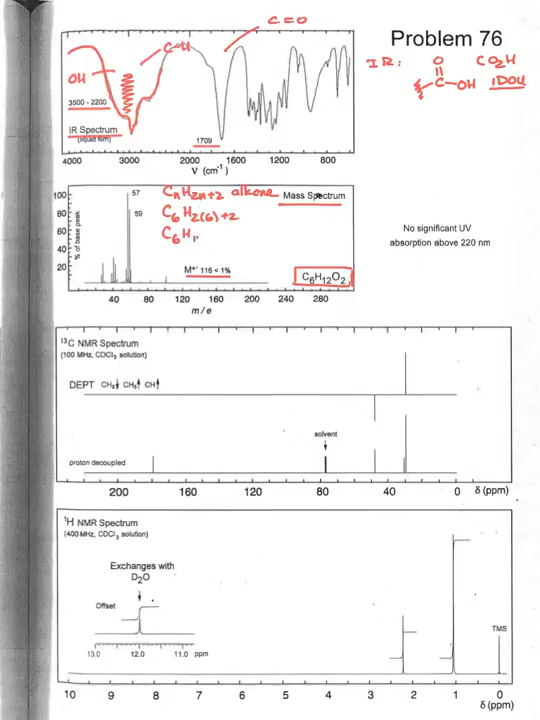 C=O
Problem 76
C-H
IR: O CO2H
C-OH 1DOU
OH
3500 - 2200
IR Spectrum
(liquid film)
1709
4000 3000 2000 1600 1200 800
V (cm-1)
100 57 CnH2n+2 alkane Mass Spectrum
80 59 C6 H2(6)+2
60 C6 H
40
20
% of base peak
M+· 116 < 1%
C6H12O2
40 80 120 160 200 240 280
m/e
No significant UV
absorption above 220 nm
13C NMR Spectrum
(100 MHz, CDCl3 solution)
DEPT CH2↓ CH3↑ CH↑
solvent
proton decoupled
200 160 120 80 40 0 δ (ppm)
1H NMR Spectrum
(400 MHz, CDCl3 solution)
Exchanges with
D2O
Offset
13.0 12.0 11.0 ppm
TMS
10 9 8 7 6 5 4 3 2 1 0
δ (ppm)